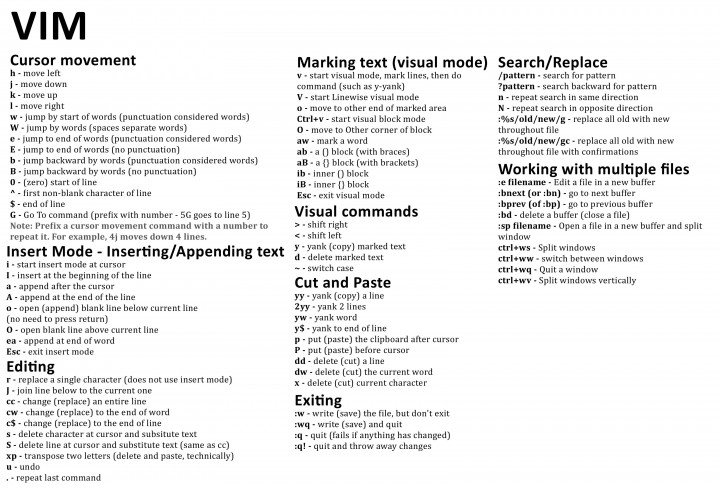 VIM
Cursor movement
h - move left
j - move down
k - move up
l - move right
w - jump by start of words (punctuation considered words)
W - jump by words (spaces separate words)
e - jump to end of words (punctuation considered words)
E - jump to end of words (no punctuation)
b - jump backward by words (punctuation considered words)
B - jump backward by words (no punctuation)
0 - (zero) start of line
^ - first non-blank character of line
$ - end of line
G - Go To command (prefix with number - 5G goes to line 5)
Note: Prefix a cursor movement command with a number to
repeat it. For example, 4j moves down 4 lines.
Insert Mode - Inserting/Appending text
i - start insert mode at cursor
I - insert at the beginning of the line
a - append after the cursor
A - append at the end of the line
o - open (append) blank line below current line
(no need to press return)
O - open blank line above current line
ea - append at end of word
Esc - exit insert mode
Editing
r - replace a single character (does not use insert mode)
J - join line below to the current one
cc - change (replace) an entire line
cw - change (replace) to the end of word
c$ - change (replace) to the end of line
s - delete character at cursor and subsitute text
S - delete line at cursor and substitute text (same as cc)
xp - transpose two letters (delete and paste, technically)
u - undo
. - repeat last command
Marking text (visual mode)
v - start visual mode, mark lines, then do
command (such as y-yank)
V - start Linewise visual mode
o - move to other end of marked area
Ctrl+v - start visual block mode
O - move to Other corner of block
aw - mark a word
ab - a () block (with braces)
aB - a {} block (with brackets)
ib - inner () block
iB - inner {} block
Esc - exit visual mode
Visual commands
> - shift right
< - shift left
y - yank (copy) marked text
d - delete marked text
~ - switch case
Cut and Paste
yy - yank (copy) a line
2yy - yank 2 lines
yw - yank word
y$ - yank to end of line
p - put (paste) the clipboard after cursor
P - put (paste) before cursor
dd - delete (cut) a line
dw - delete (cut) the current word
x - delete (cut) current character
Exiting
:w - write (save) the file, but don't exit
:wq - write (save) and quit
:q - quit (fails if anything has changed)
:q! - quit and throw away changes
Search/Replace
/pattern - search for pattern
?pattern - search backward for pattern
n - repeat search in same direction
N - repeat search in opposite direction
:%s/old/new/g - replace all old with new
throughout file
:%s/old/new/gc - replace all old with new
throughout file with confirmations
Working with multiple files
:e filename - Edit a file in a new buffer
:bnext (or :bn) - go to next buffer
:bprev (of :bp) - go to previous buffer
:bd - delete a buffer (close a file)
:sp filename - Open a file in a new buffer and split
window
ctrl+ws - Split windows
ctrl+ww - switch between windows
ctrl+wq - Quit a window
ctrl+wv - Split windows vertically